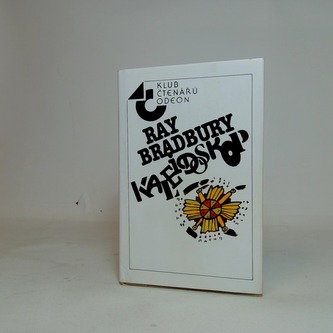 KLUB
ČTENÁŘŮ
ODEON
RAY
BRADBURY
KALEIDOSKOP